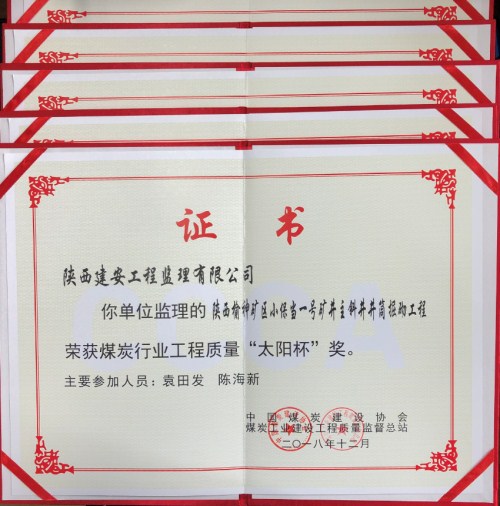 证书
陕西建安工程监理有限公司
你单位监理的 陕西榆神矿区小保当一号矿井主斜井井筒掘砌工程
荣获煤炭行业工程质量“太阳杯”奖。
主要参加人员：袁田发 陈海新
中国煤炭建设协会
煤炭工业建设工程质量监督总站
二〇一八年十二月